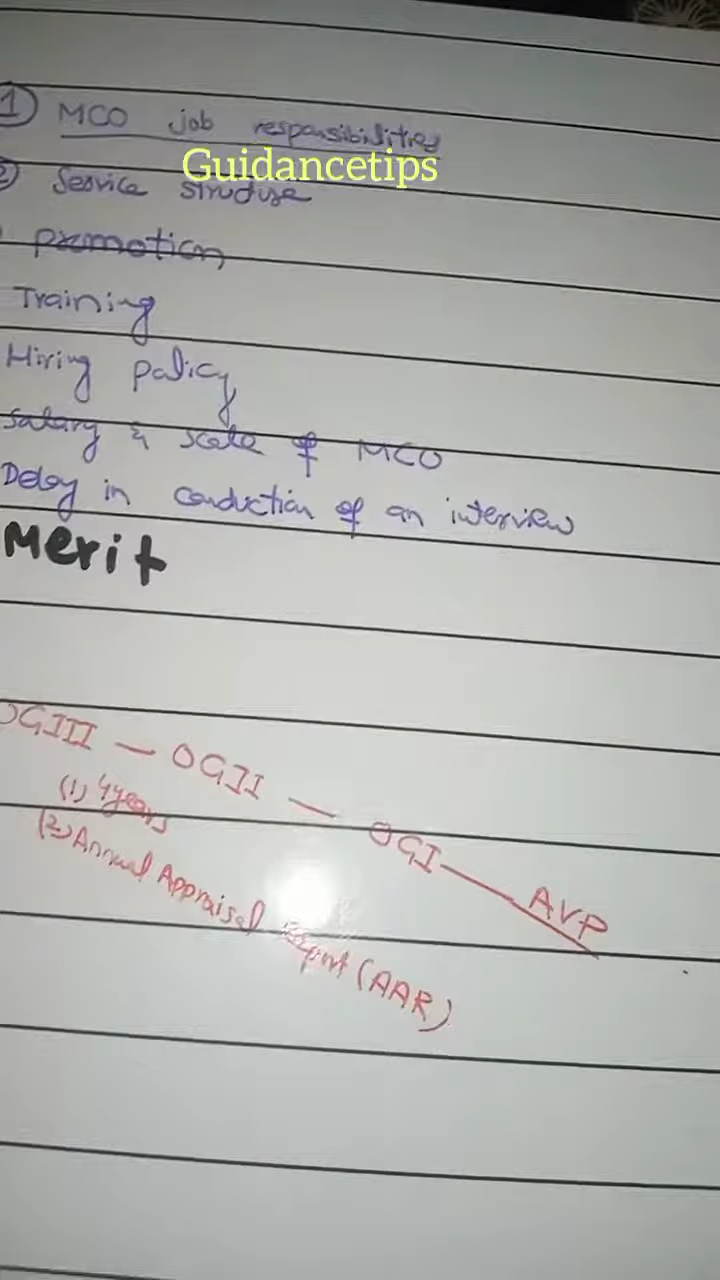 1 MCO job responsibilities
Guidancetips
2 Service structure
promotion
Training
Hiring policy
Salary & scale of MCO
Delay in conduction of an interview
Merit
OGIII — OGII — OGI — AVP
(1) 4 years
(2) Annual Appraisal Report (AAR)